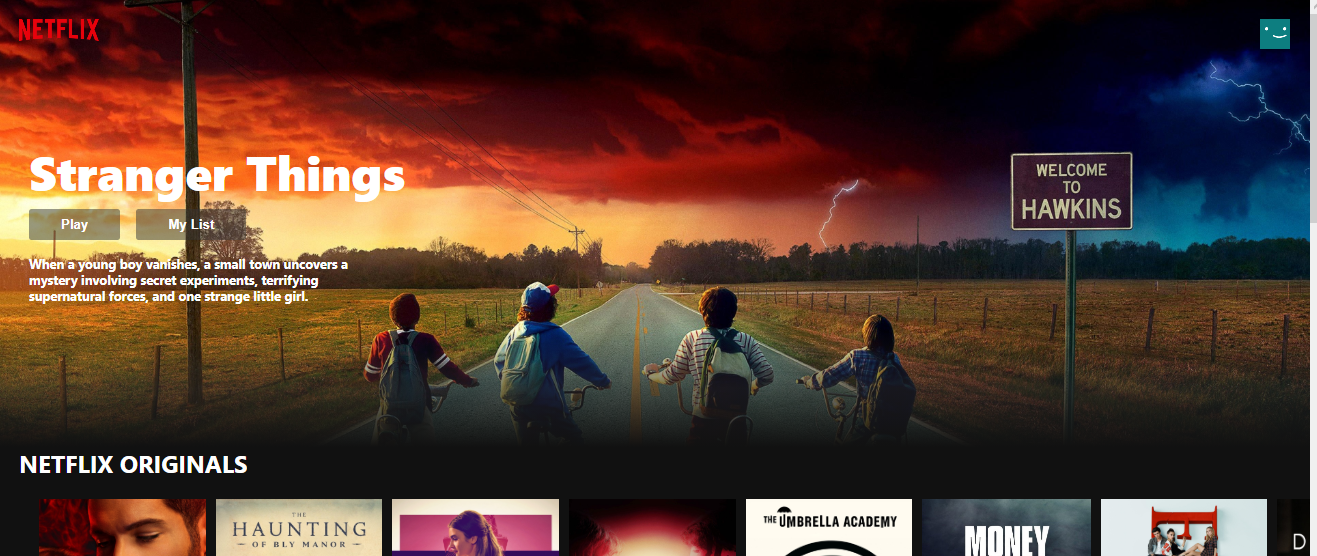 NETFLIX
WELCOME
TO
HAWKINS
Stranger Things
Play
My List
When a young boy vanishes, a small town uncovers a
mystery involving secret experiments, terrifying
supernatural forces, and one strange little girl.
NETFLIX ORIGINALS
THE
HAUNTING
OF BLY MANOR
THE UMBRELLA ACADEMY
MONEY
D